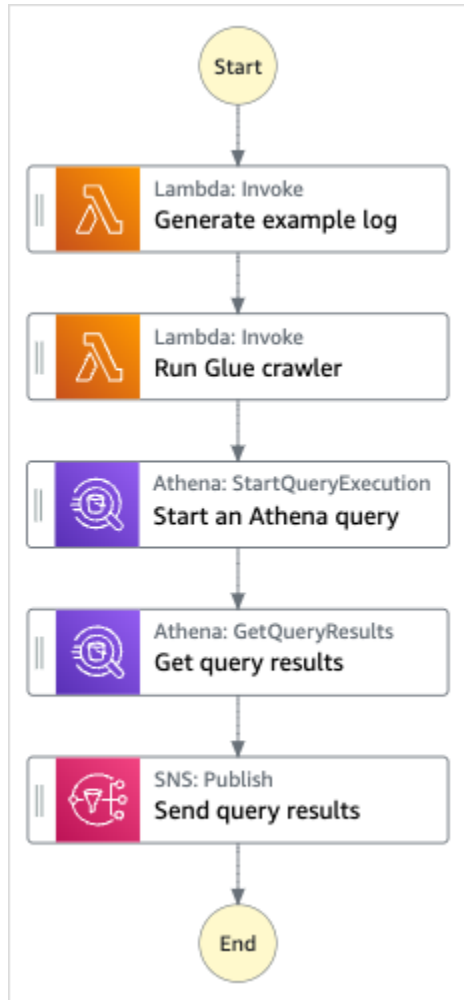 Start
Lambda: Invoke
Generate example log
Lambda: Invoke
Run Glue crawler
Athena: StartQueryExecution
Start an Athena query
Athena: GetQueryResults
Get query results
SNS: Publish
Send query results
End